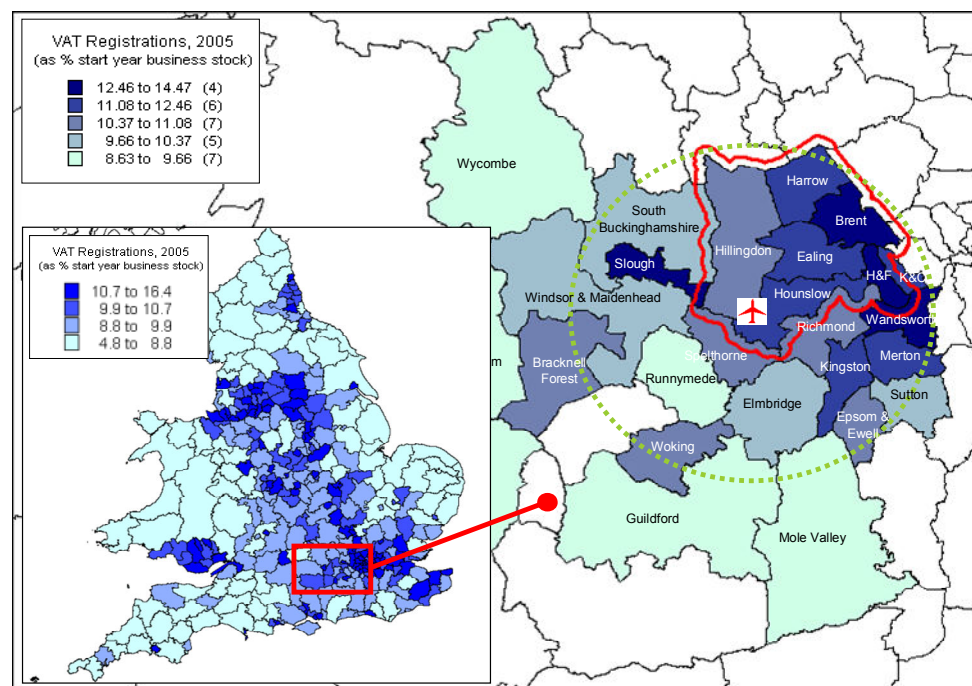 VAT Registrations, 2005
(as % start year business stock)
12.46 to 14.47 (4)
11.08 to 12.46 (6)
10.37 to 11.08 (7)
9.66 to 10.37 (5)
8.63 to 9.66 (7)
Wycombe
Harrow
Brent
South
Buckinghamshire
Hillingdon
Ealing
Slough
H&F
K&C
Windsor & Maidenhead
Hounslow
Wandswort
Richmond
Spelthorne
Merton
Bracknell
Forest
Kingston
Runnymede
m
Elmbridge
Sutton
Epsom &
Ewell
Woking
Guildford
Mole Valley
VAT Registrations, 2005
(as % start year business stock)
10.7 to 16.4
9.9 to 10.7
8.8 to 9.9
4.8 to 8.8